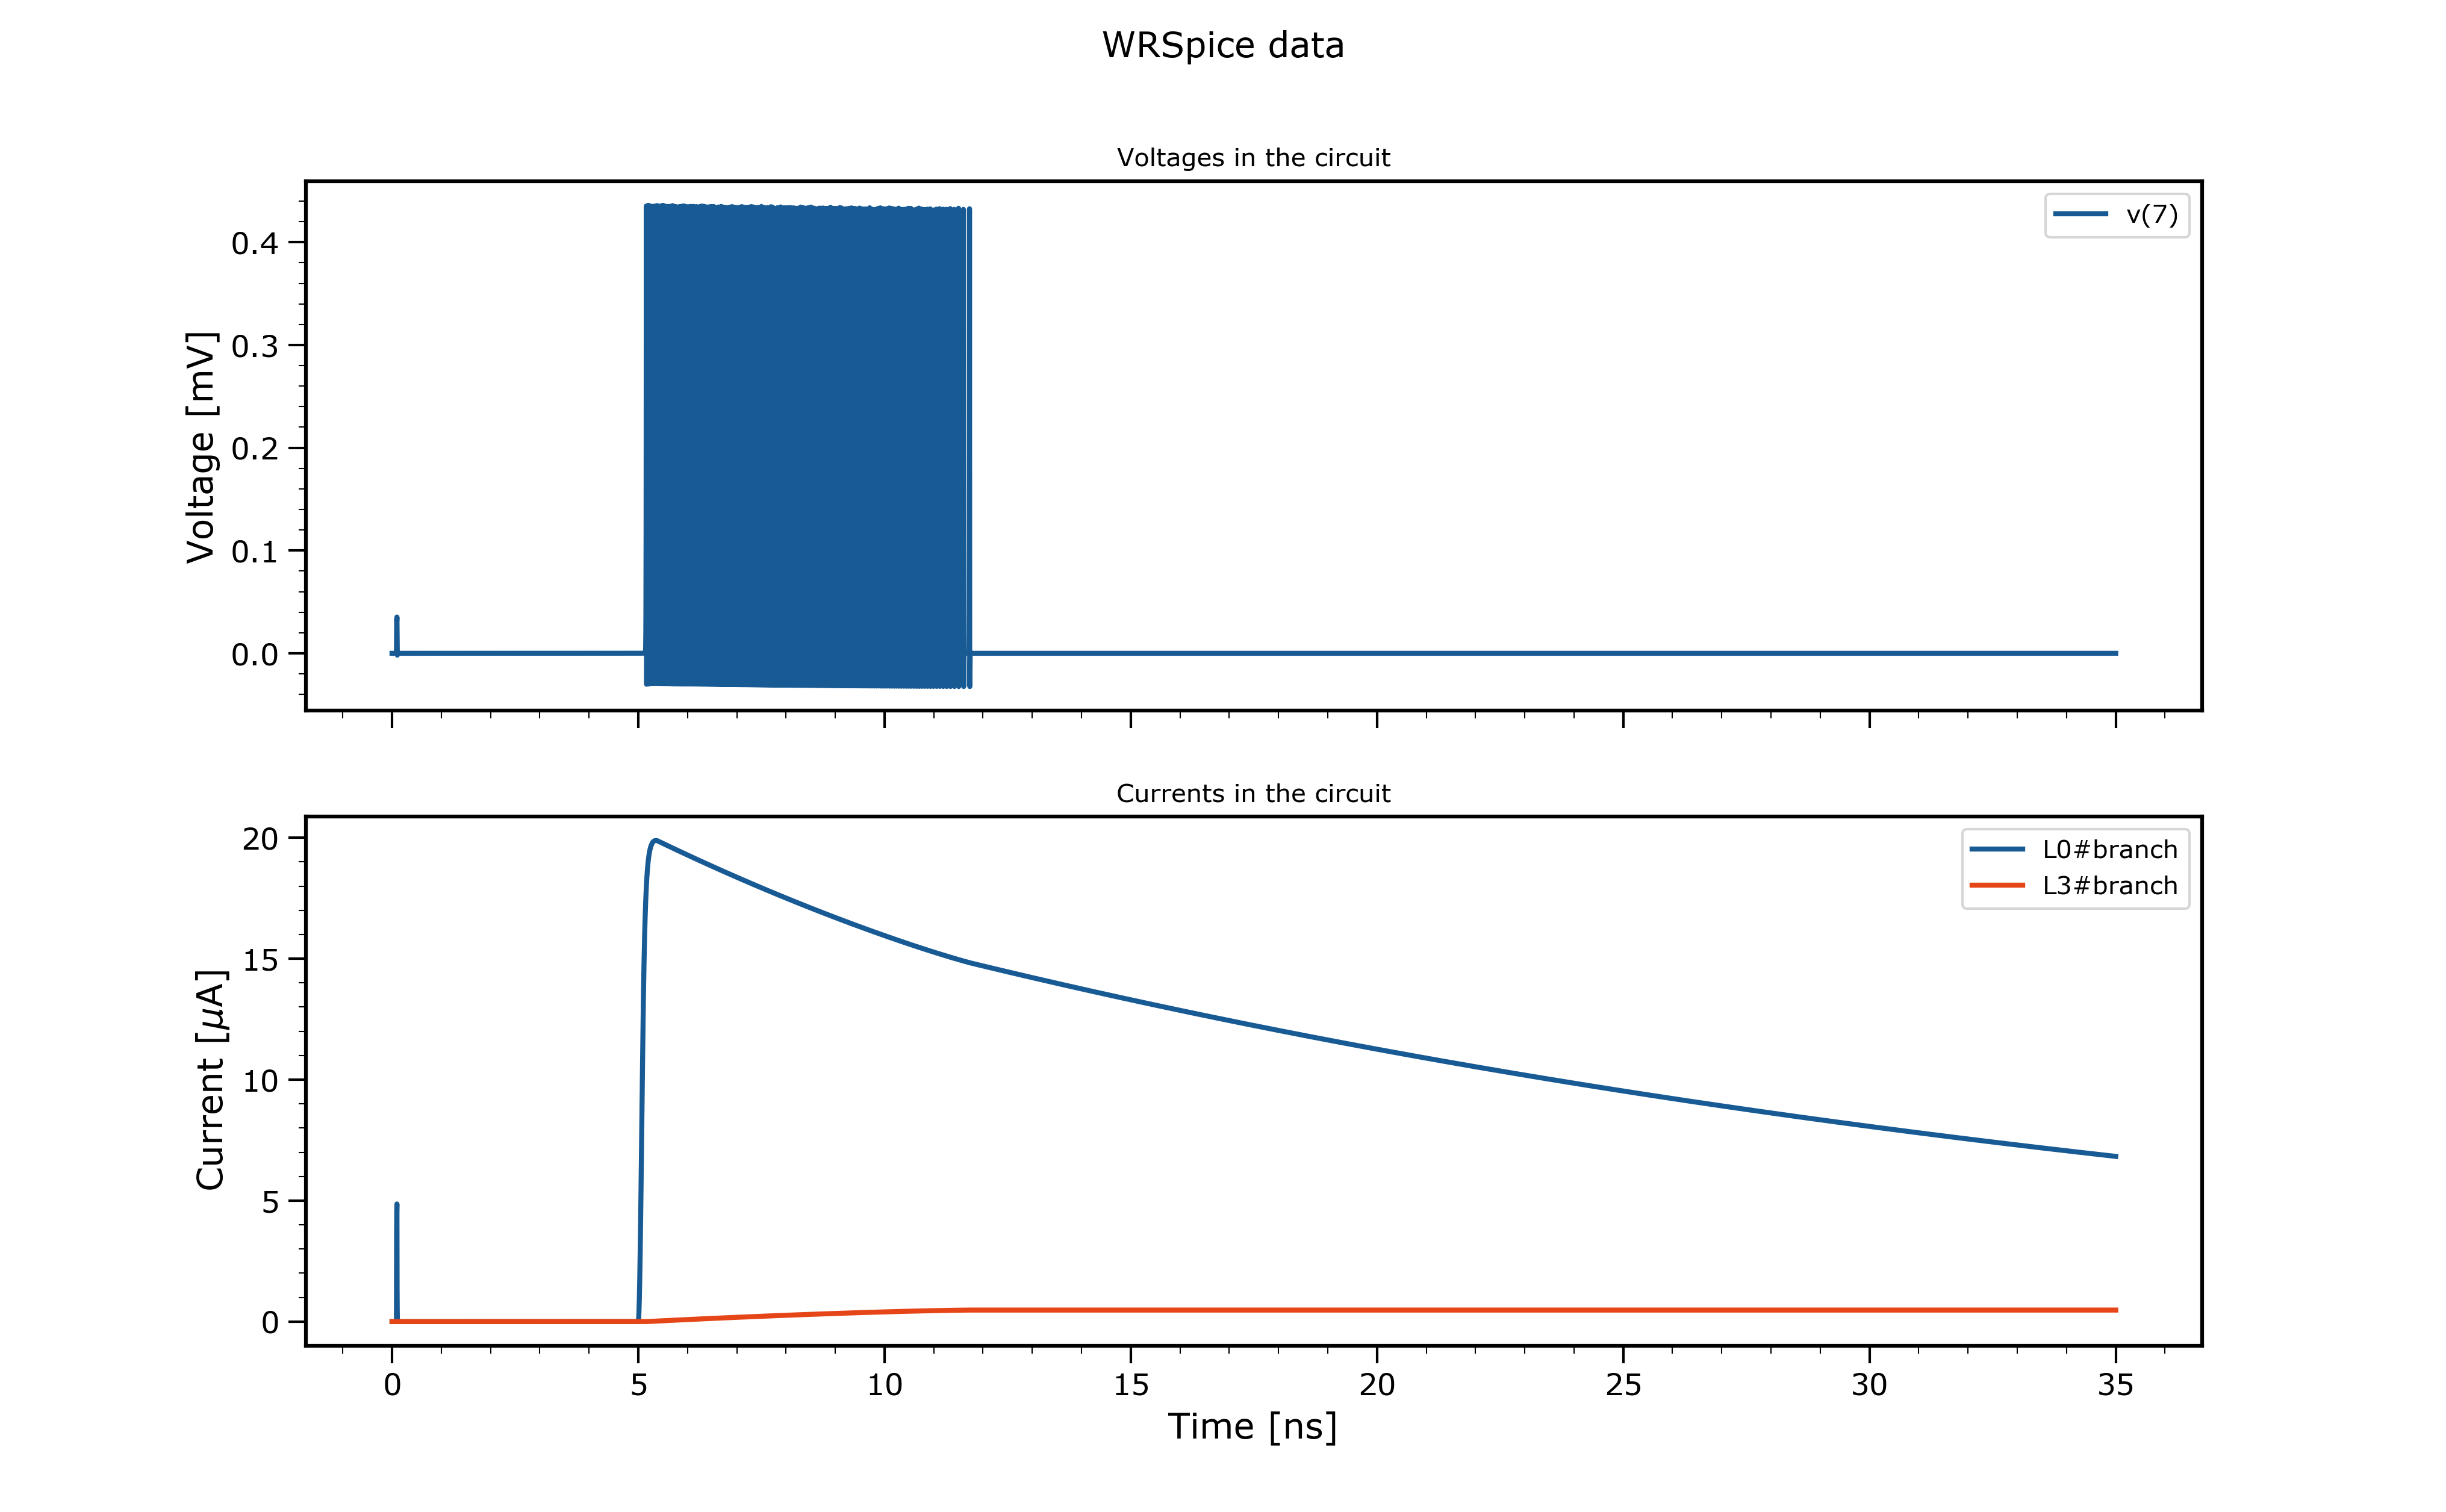 WRSpice data
Voltages in the circuit
v(7)
Voltage [mV]
0.4
0.3
0.2
0.1
0.0
Currents in the circuit
L0#branch
L3#branch
Current [μA]
20
15
10
5
0
0 5 10 15 20 25 30 35
Time [ns]